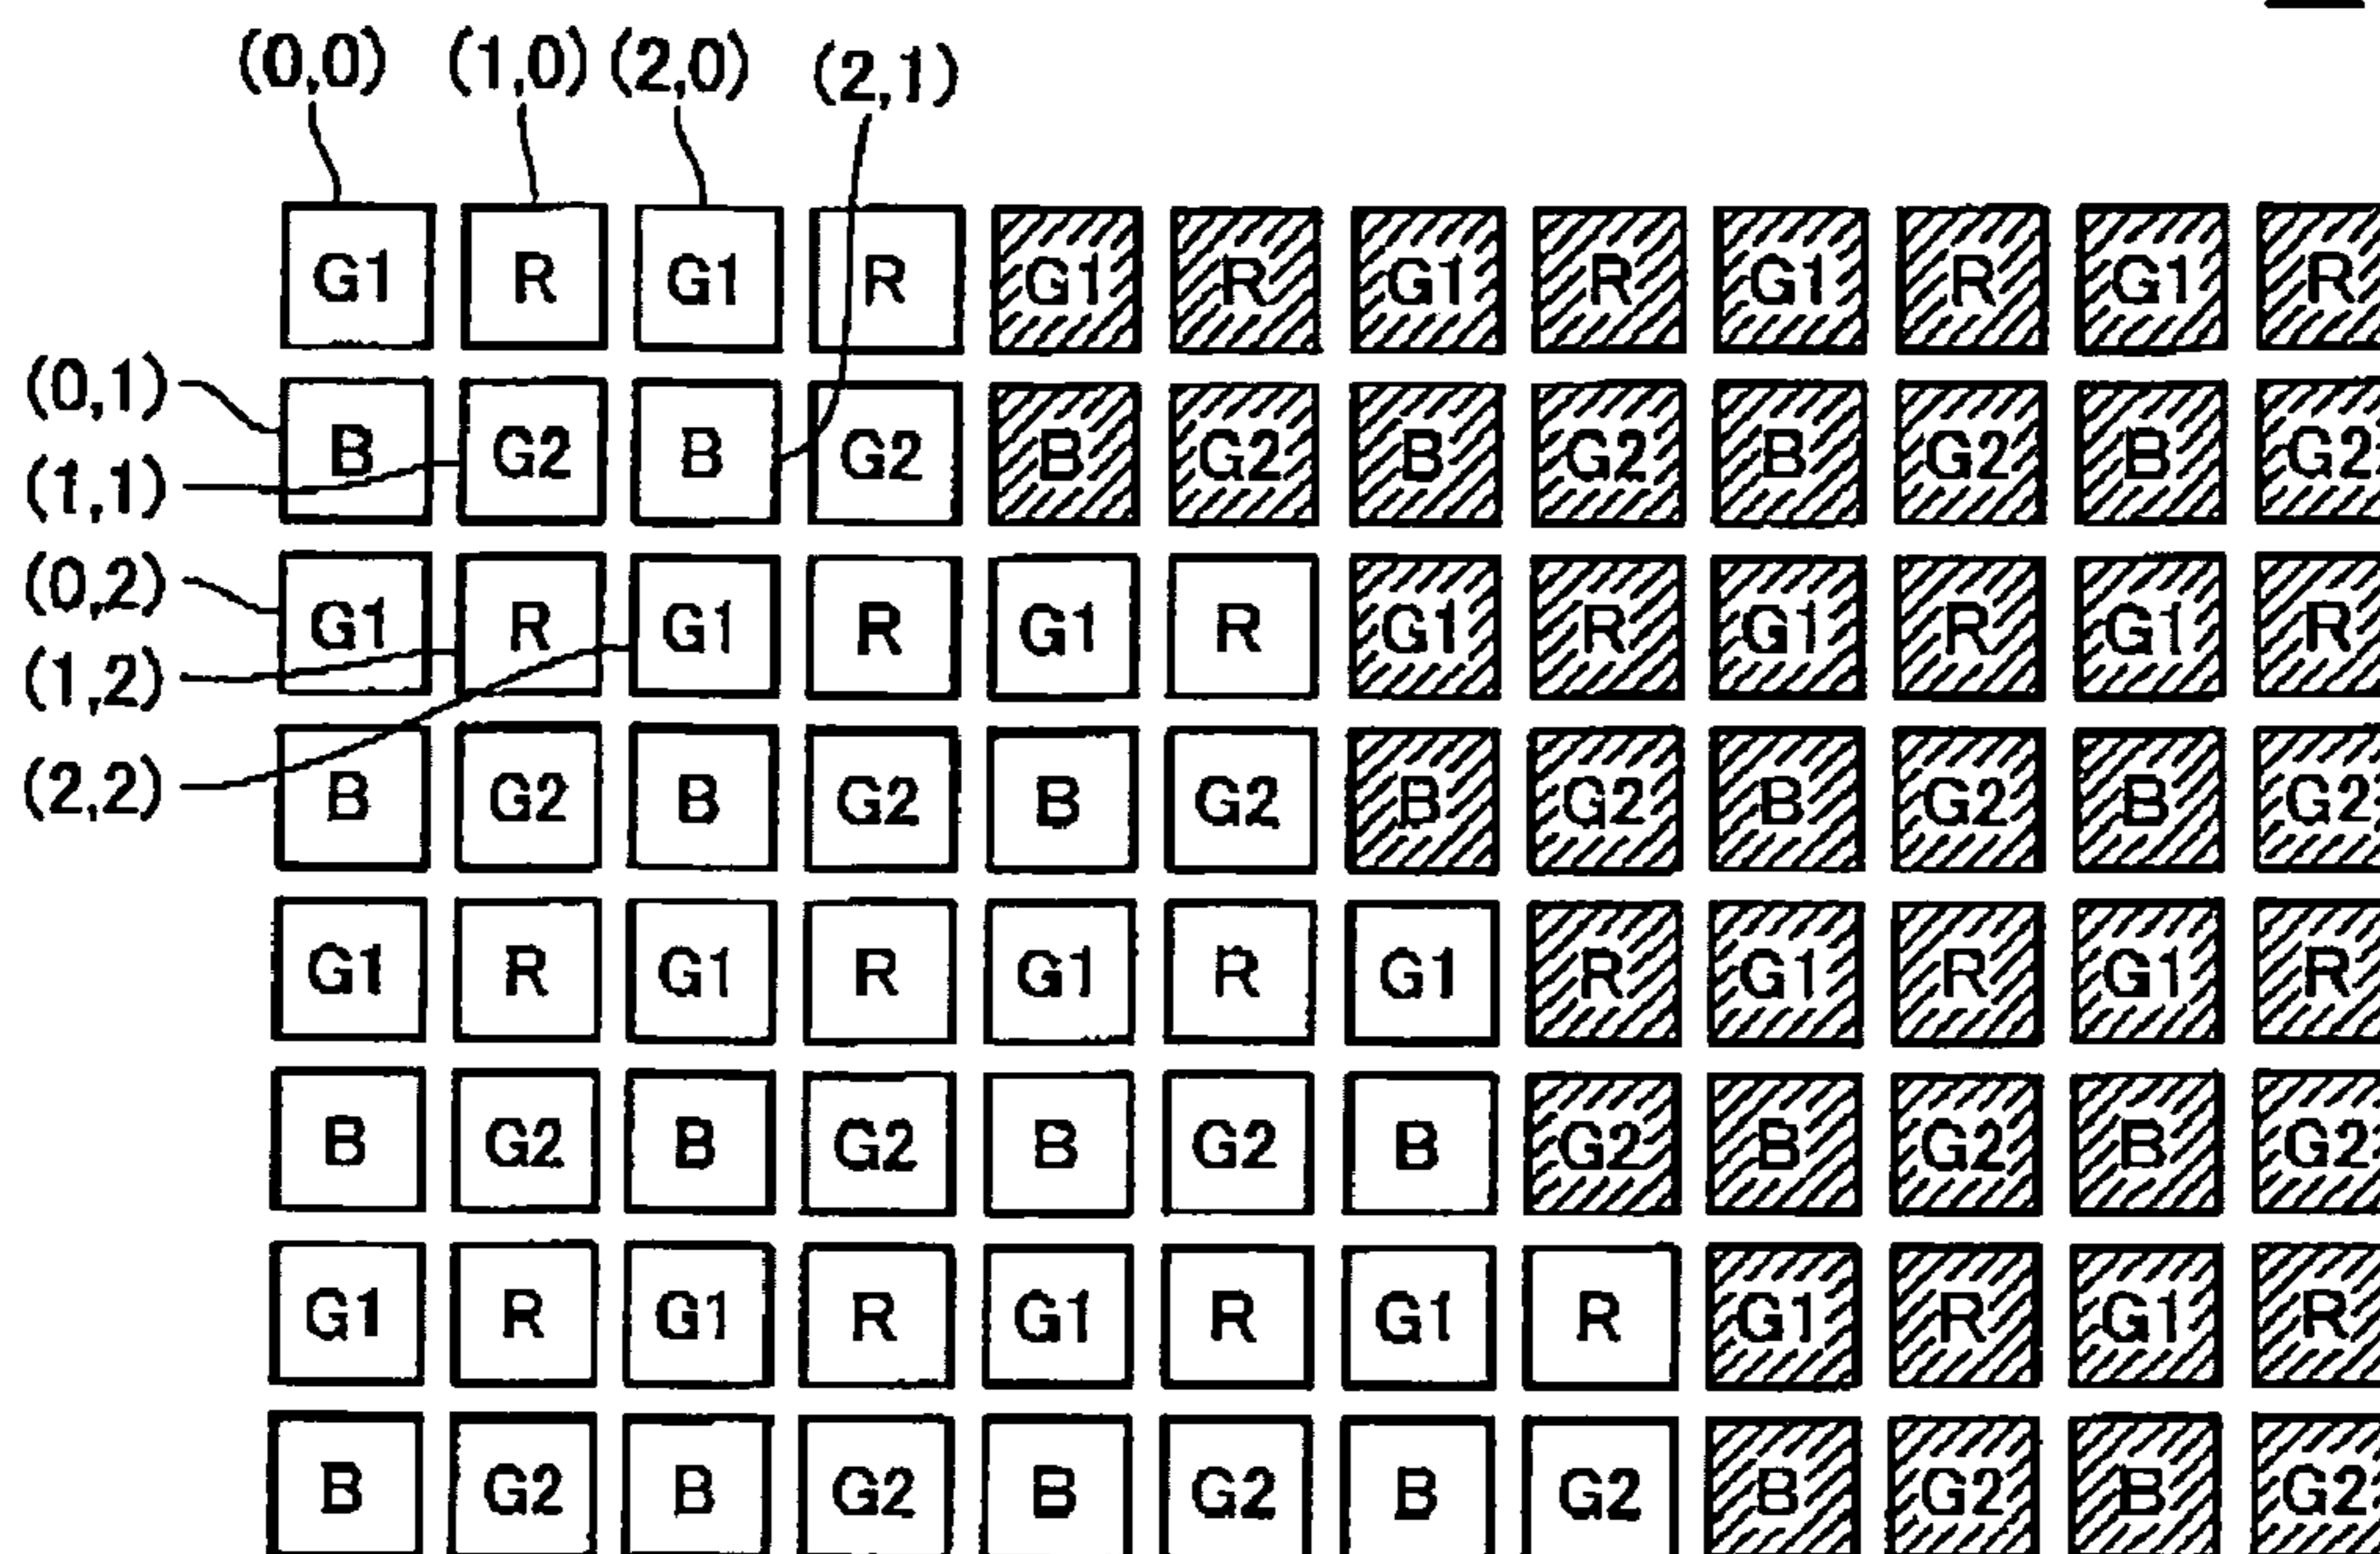 (0,0) (1,0) (2,0) (2,1)
G1 R G1 R G1 R G1 R G1 R G1 R
(0,1)
B G2 B G2 B G2 B G2 B G2 B G2
(1,1)
(0,2)
G1 R G1 R G1 R G1 R G1 R G1 R
(1,2)
(2,2)
B G2 B G2 B G2 B G2 B G2 B G2
G1 R G1 R G1 R G1 R G1 R G1 R
B G2 B G2 B G2 B G2 B G2 B G2
G1 R G1 R G1 R G1 R G1 R G1 R
B G2 B G2 B G2 B G2 B G2 B G2